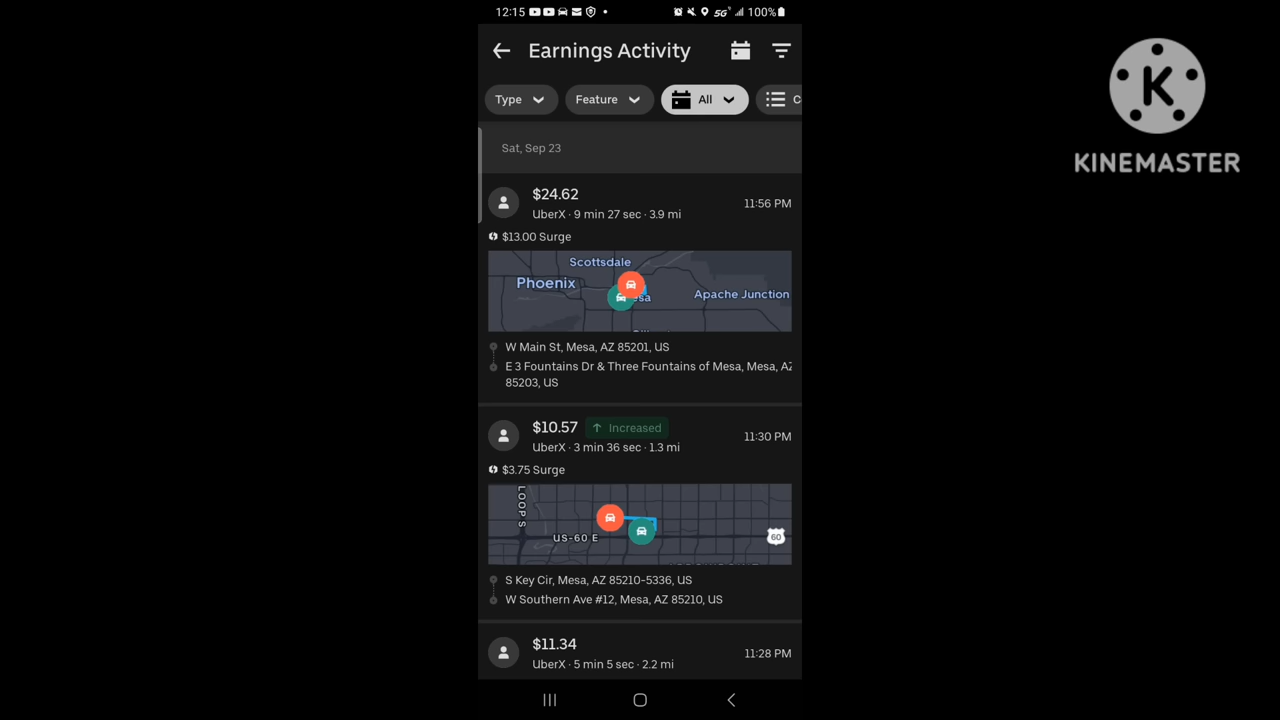 12:15
5G
100%
Earnings Activity
Type
Feature
All
C
Sat, Sep 23
$24.62
UberX · 9 min 27 sec · 3.9 mi
11:56 PM
$13.00 Surge
Scottsdale
Phoenix
sa
Apache Junction
W Main St, Mesa, AZ 85201, US
E 3 Fountains Dr & Three Fountains of Mesa, Mesa, AZ
85203, US
$10.57 ↑ Increased
UberX · 3 min 36 sec · 1.3 mi
11:30 PM
$3.75 Surge
LOOP S
US-60 E
60
S Key Cir, Mesa, AZ 85210-5336, US
W Southern Ave #12, Mesa, AZ 85210, US
$11.34
UberX · 5 min 5 sec · 2.2 mi
11:28 PM
K
KINEMASTER